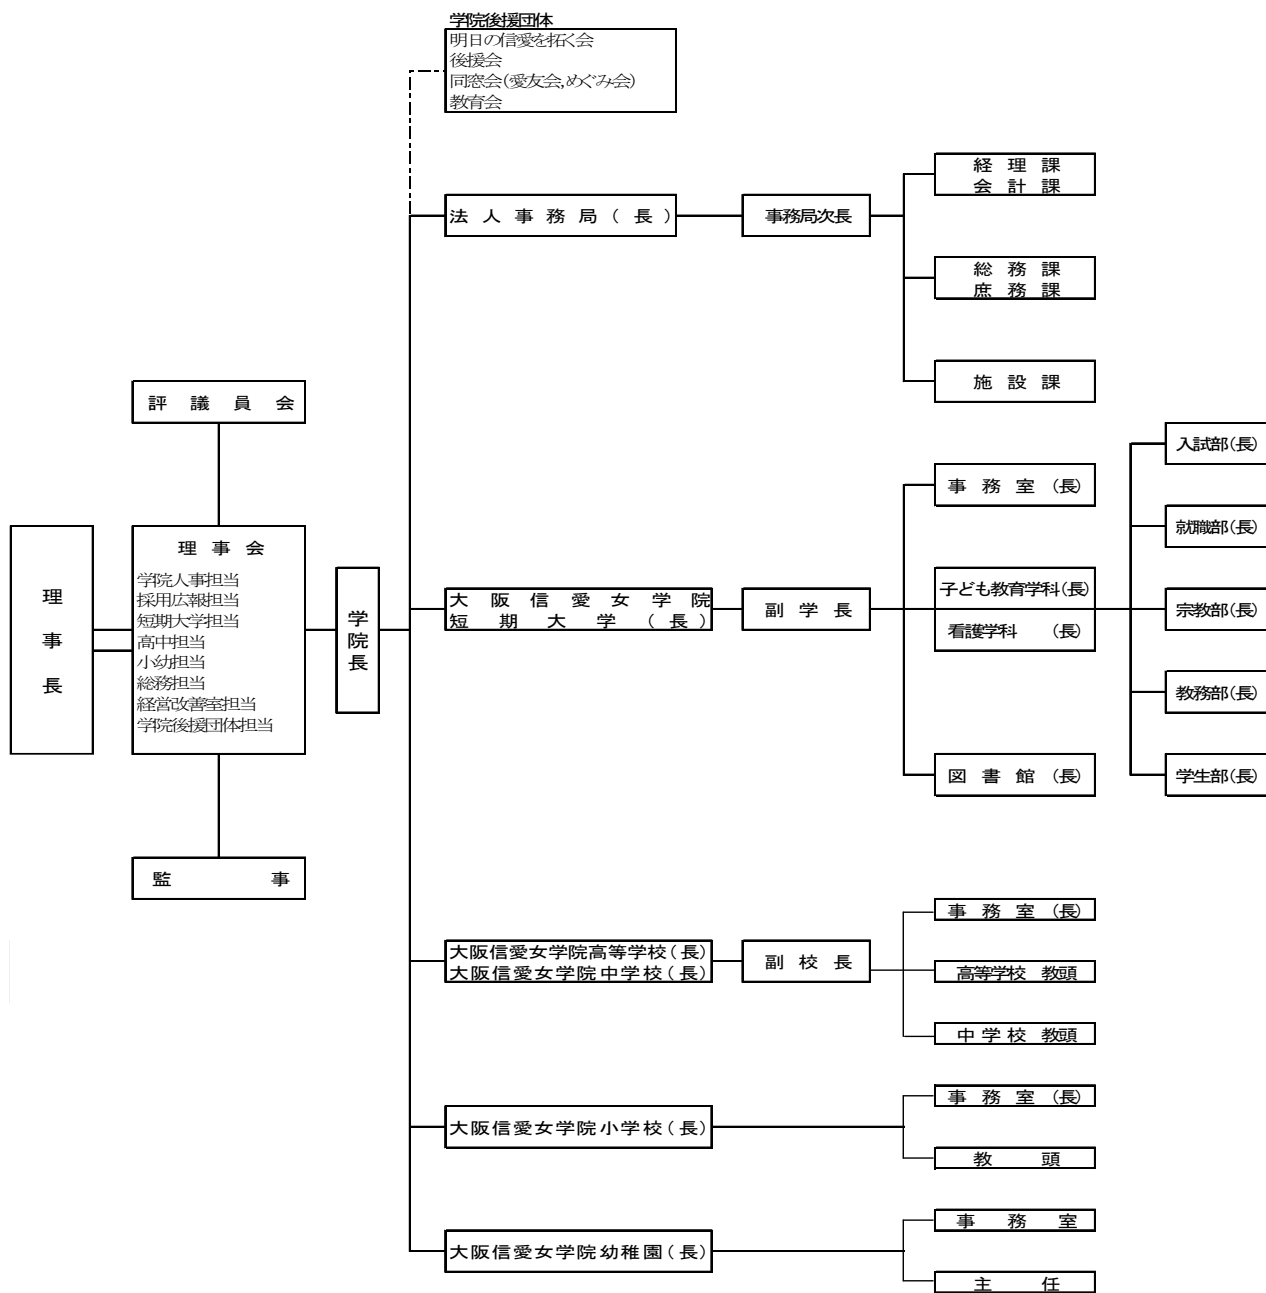 学院後援団体
明日の信愛を拓く会
後援会
同窓会(愛友会,めぐみ会)
教育会
経理課
会計課
法人事務局(長)
事務局次長
総務課
庶務課
施設課
評議員会
入試部(長)
事務室(長)
就職部(長)
理事長
理事会
学院人事担当
採用広報担当
短期大学担当
高中担当
小幼担当
総務担当
経営改善室担当
学院後援団体担当
学院長
大阪信愛女学院
短期大学(長)
副学長
子ども教育学科(長)
看護学科(長)
宗教部(長)
教務部(長)
図書館(長)
学生部(長)
監事
事務室(長)
大阪信愛女学院高等学校(長)
大阪信愛女学院中学校(長)
副校長
高等学校 教頭
中学校 教頭
事務室(長)
大阪信愛女学院小学校(長)
教頭
事務室
大阪信愛女学院幼稚園(長)
主任